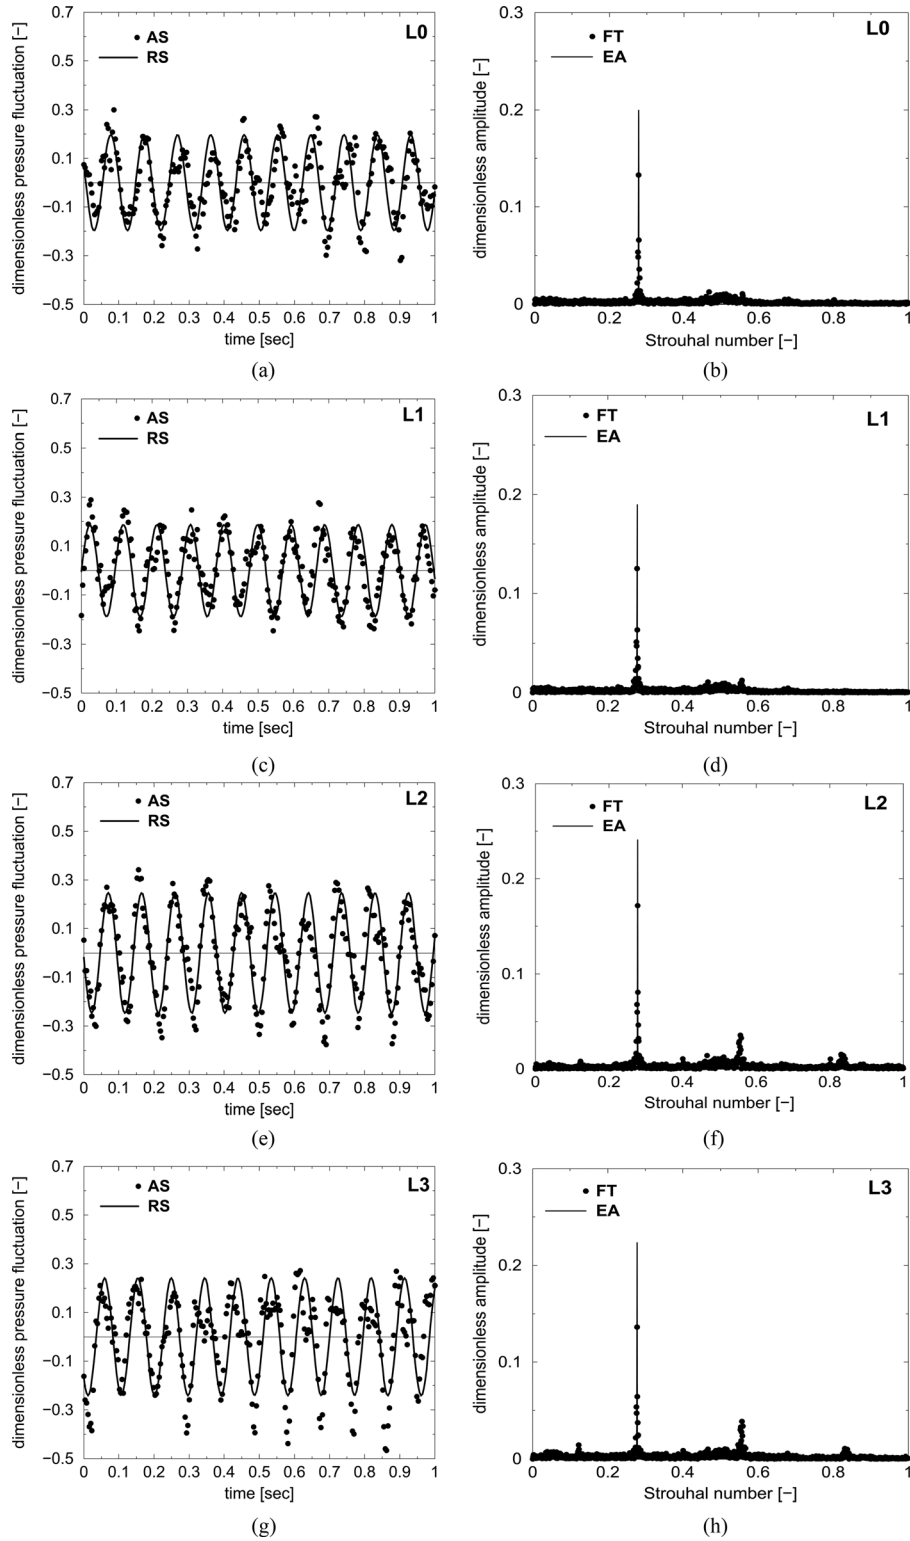 dimensionless pressure fluctuation [−]
0.7
0.5
0.3
0.1
−0.1
−0.3
−0.5
AS
RS
L0
0 0.1 0.2 0.3 0.4 0.5 0.6 0.7 0.8 0.9 1
time [sec]
(a)
dimensionless amplitude [−]
0.3
0.2
0.1
0
FT
EA
L0
0 0.2 0.4 0.6 0.8 1
Strouhal number [−]
(b)
dimensionless pressure fluctuation [−]
0.7
0.5
0.3
0.1
−0.1
−0.3
−0.5
AS
RS
L1
0 0.1 0.2 0.3 0.4 0.5 0.6 0.7 0.8 0.9 1
time [sec]
(c)
dimensionless amplitude [−]
0.3
0.2
0.1
0
FT
EA
L1
0 0.2 0.4 0.6 0.8 1
Strouhal number [−]
(d)
dimensionless pressure fluctuation [−]
0.7
0.5
0.3
0.1
−0.1
−0.3
−0.5
AS
RS
L2
0 0.1 0.2 0.3 0.4 0.5 0.6 0.7 0.8 0.9 1
time [sec]
(e)
dimensionless amplitude [−]
0.3
0.2
0.1
0
FT
EA
L2
0 0.2 0.4 0.6 0.8 1
Strouhal number [−]
(f)
dimensionless pressure fluctuation [−]
0.7
0.5
0.3
0.1
−0.1
−0.3
−0.5
AS
RS
L3
0 0.1 0.2 0.3 0.4 0.5 0.6 0.7 0.8 0.9 1
time [sec]
(g)
dimensionless amplitude [−]
0.3
0.2
0.1
0
FT
EA
L3
0 0.2 0.4 0.6 0.8 1
Strouhal number [−]
(h)